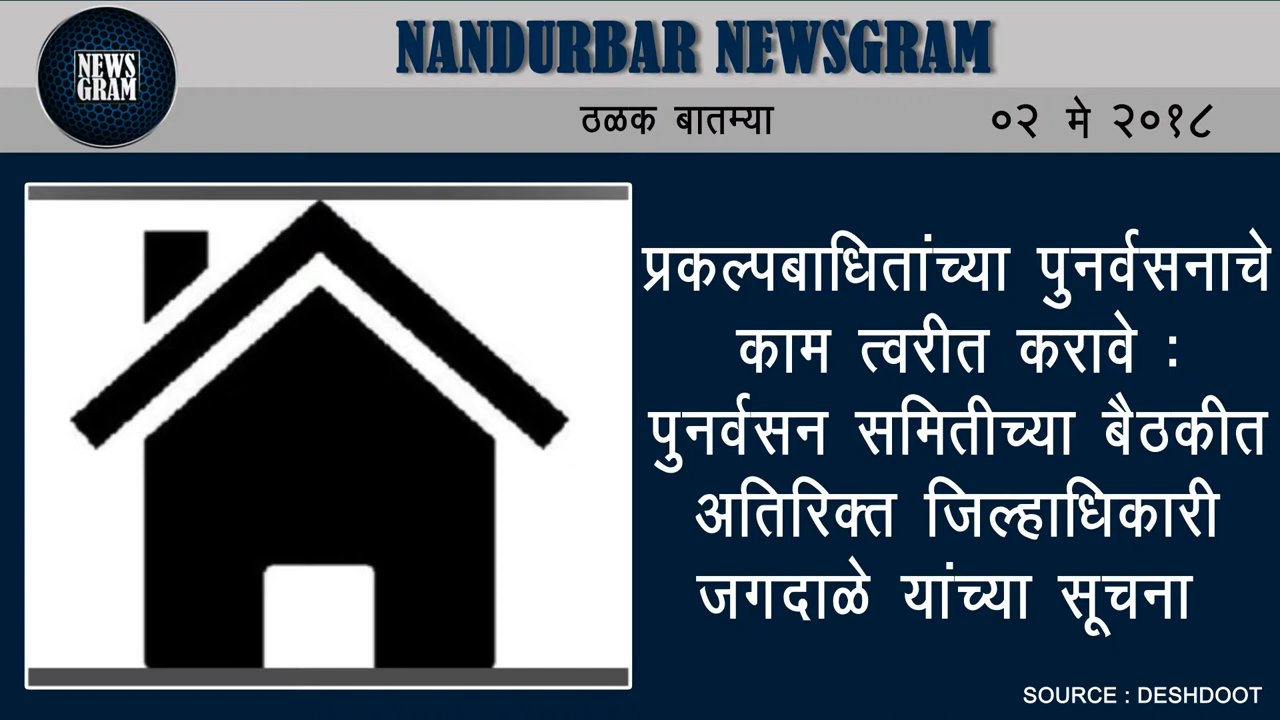 NEWS
GRAM
NANDURBAR NEWSGRAM
ठळक बातम्या
०२ मे २०१८
प्रकल्पबाधितांच्या पुनर्वसनाचे
काम त्वरीत करावे :
पुनर्वसन समितीच्या बैठकीत
अतिरिक्त जिल्हाधिकारी
जगदाळे यांच्या सूचना
SOURCE : DESHDOOT